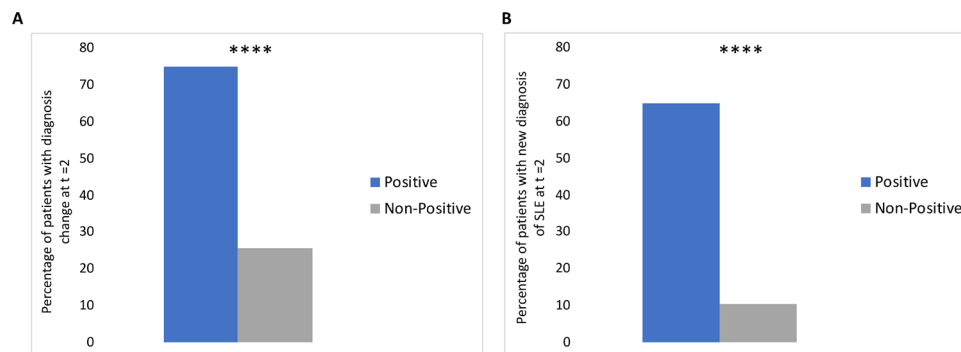 A
Percentage of patients with diagnosis
change at t =2
80
70
60
50
40
30
20
10
0
****
Positive
Non-Positive
B
Percentage of patients with new diagnosis
of SLE at t =2
80
70
60
50
40
30
20
10
0
****
Positive
Non-Positive